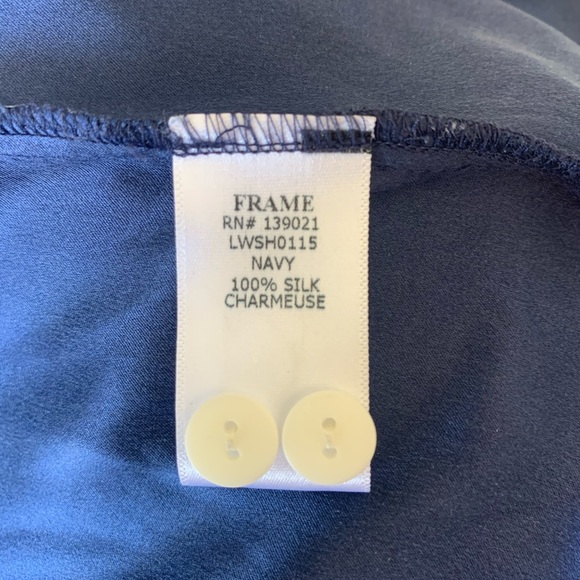 FRAME
RN# 139021
LWSH0115
NAVY
100% SILK
CHARMEUSE